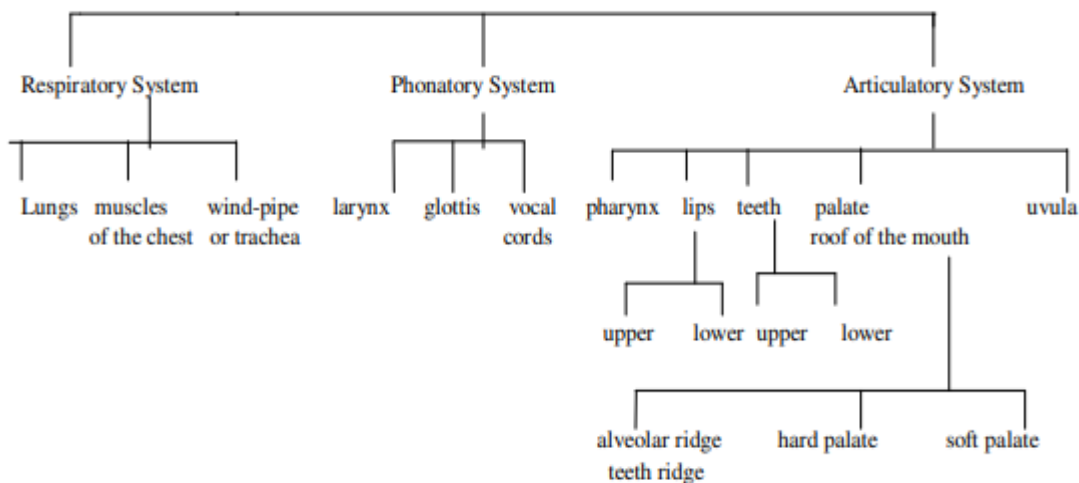 Respiratory System Phonatory System Articulatory System
Lungs muscles wind-pipe larynx glottis vocal pharynx lips teeth palate uvula
of the chest or trachea cords roof of the mouth
upper lower upper lower
alveolar ridge hard palate soft palate
teeth ridge